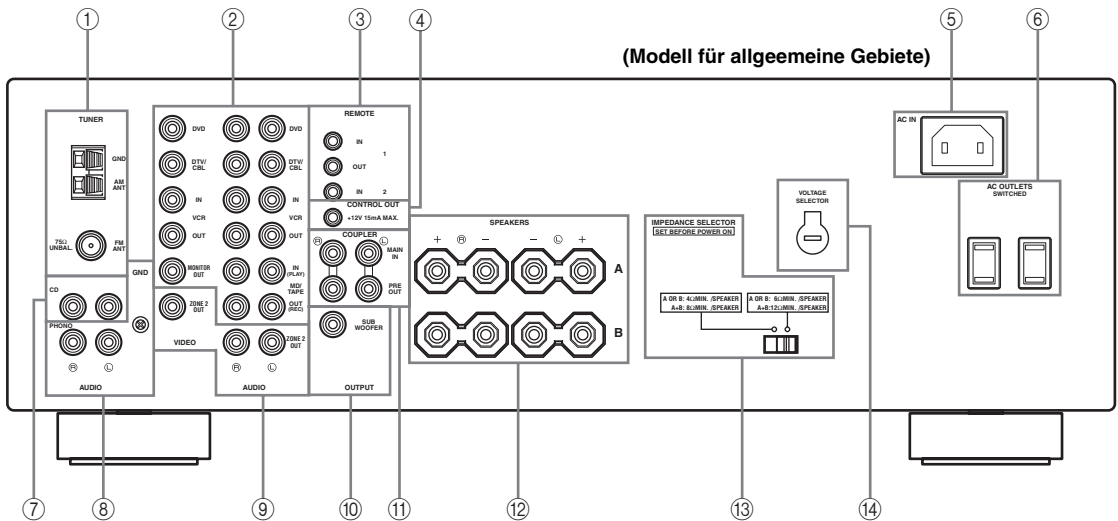 ① ② ③ ④ ⑤ ⑥
(Modell für allgeemeine Gebiete)
TUNER
GND
AM
ANT
75Ω
UNBAL.
FM
ANT
GND
CD
PHONO
R L
AUDIO
DVD
DTV/
CBL
IN
VCR
OUT
MONITOR
OUT
ZONE 2
OUT
VIDEO
DVD
DTV/
CBL
IN
VCR
OUT
IN
(PLAY)
MD/
TAPE
OUT
(REC)
ZONE 2
OUT
R L
AUDIO
REMOTE
IN
1
OUT
IN 2
CONTROL OUT
+12V 15mA MAX.
COUPLER
R L
MAIN
IN
PRE
OUT
SUB
WOOFER
OUTPUT
SPEAKERS
+ R - - L +
A
B
IMPEDANCE SELECTOR
SET BEFORE POWER ON
A OR B: 4ΩMIN. /SPEAKER
A+B: 8ΩMIN. /SPEAKER
A OR B: 6ΩMIN. /SPEAKER
A+B:12ΩMIN. /SPEAKER
VOLTAGE
SELECTOR
AC IN
AC OUTLETS
SWITCHED
⑦ ⑧ ⑨ ⑩ ⑪ ⑫ ⑬ ⑭